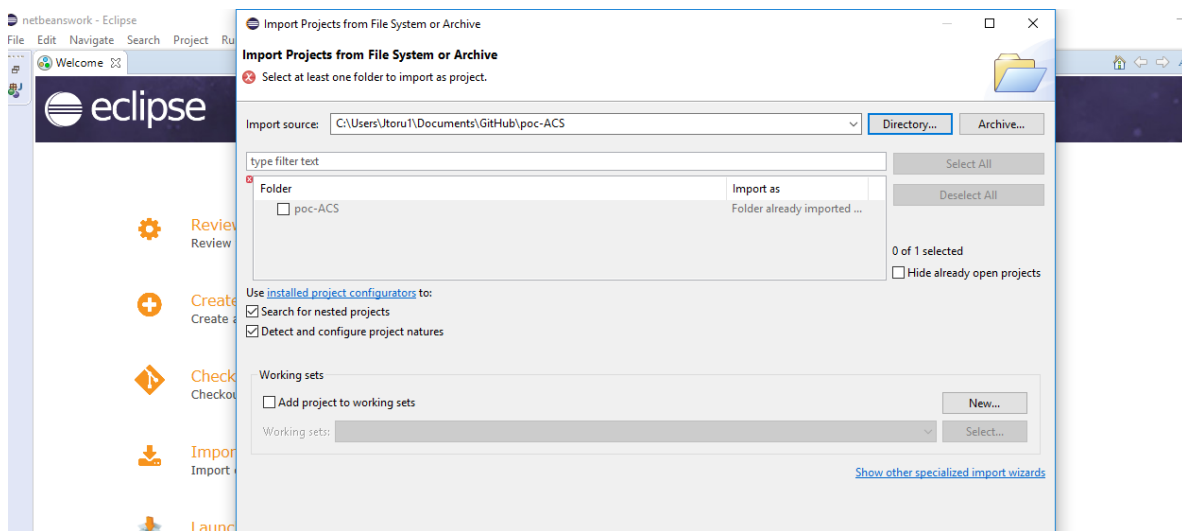 netbeanswork - Eclipse
File Edit Navigate Search Project Ru
Welcome
eclipse
Review
Review
Create
Create a
Check
Checkou
Impor
Import
Launc
Import Projects from File System or Archive
Import Projects from File System or Archive
Select at least one folder to import as project.
Import source: C:\Users\Jtoru1\Documents\GitHub\poc-ACS Directory... Archive...
type filter text
Select All
Folder Import as
Deselect All
poc-ACS Folder already imported ...
0 of 1 selected
Hide already open projects
Use installed project configurators to:
Search for nested projects
Detect and configure project natures
Working sets
Add project to working sets New...
Working sets: Select...
Show other specialized import wizards